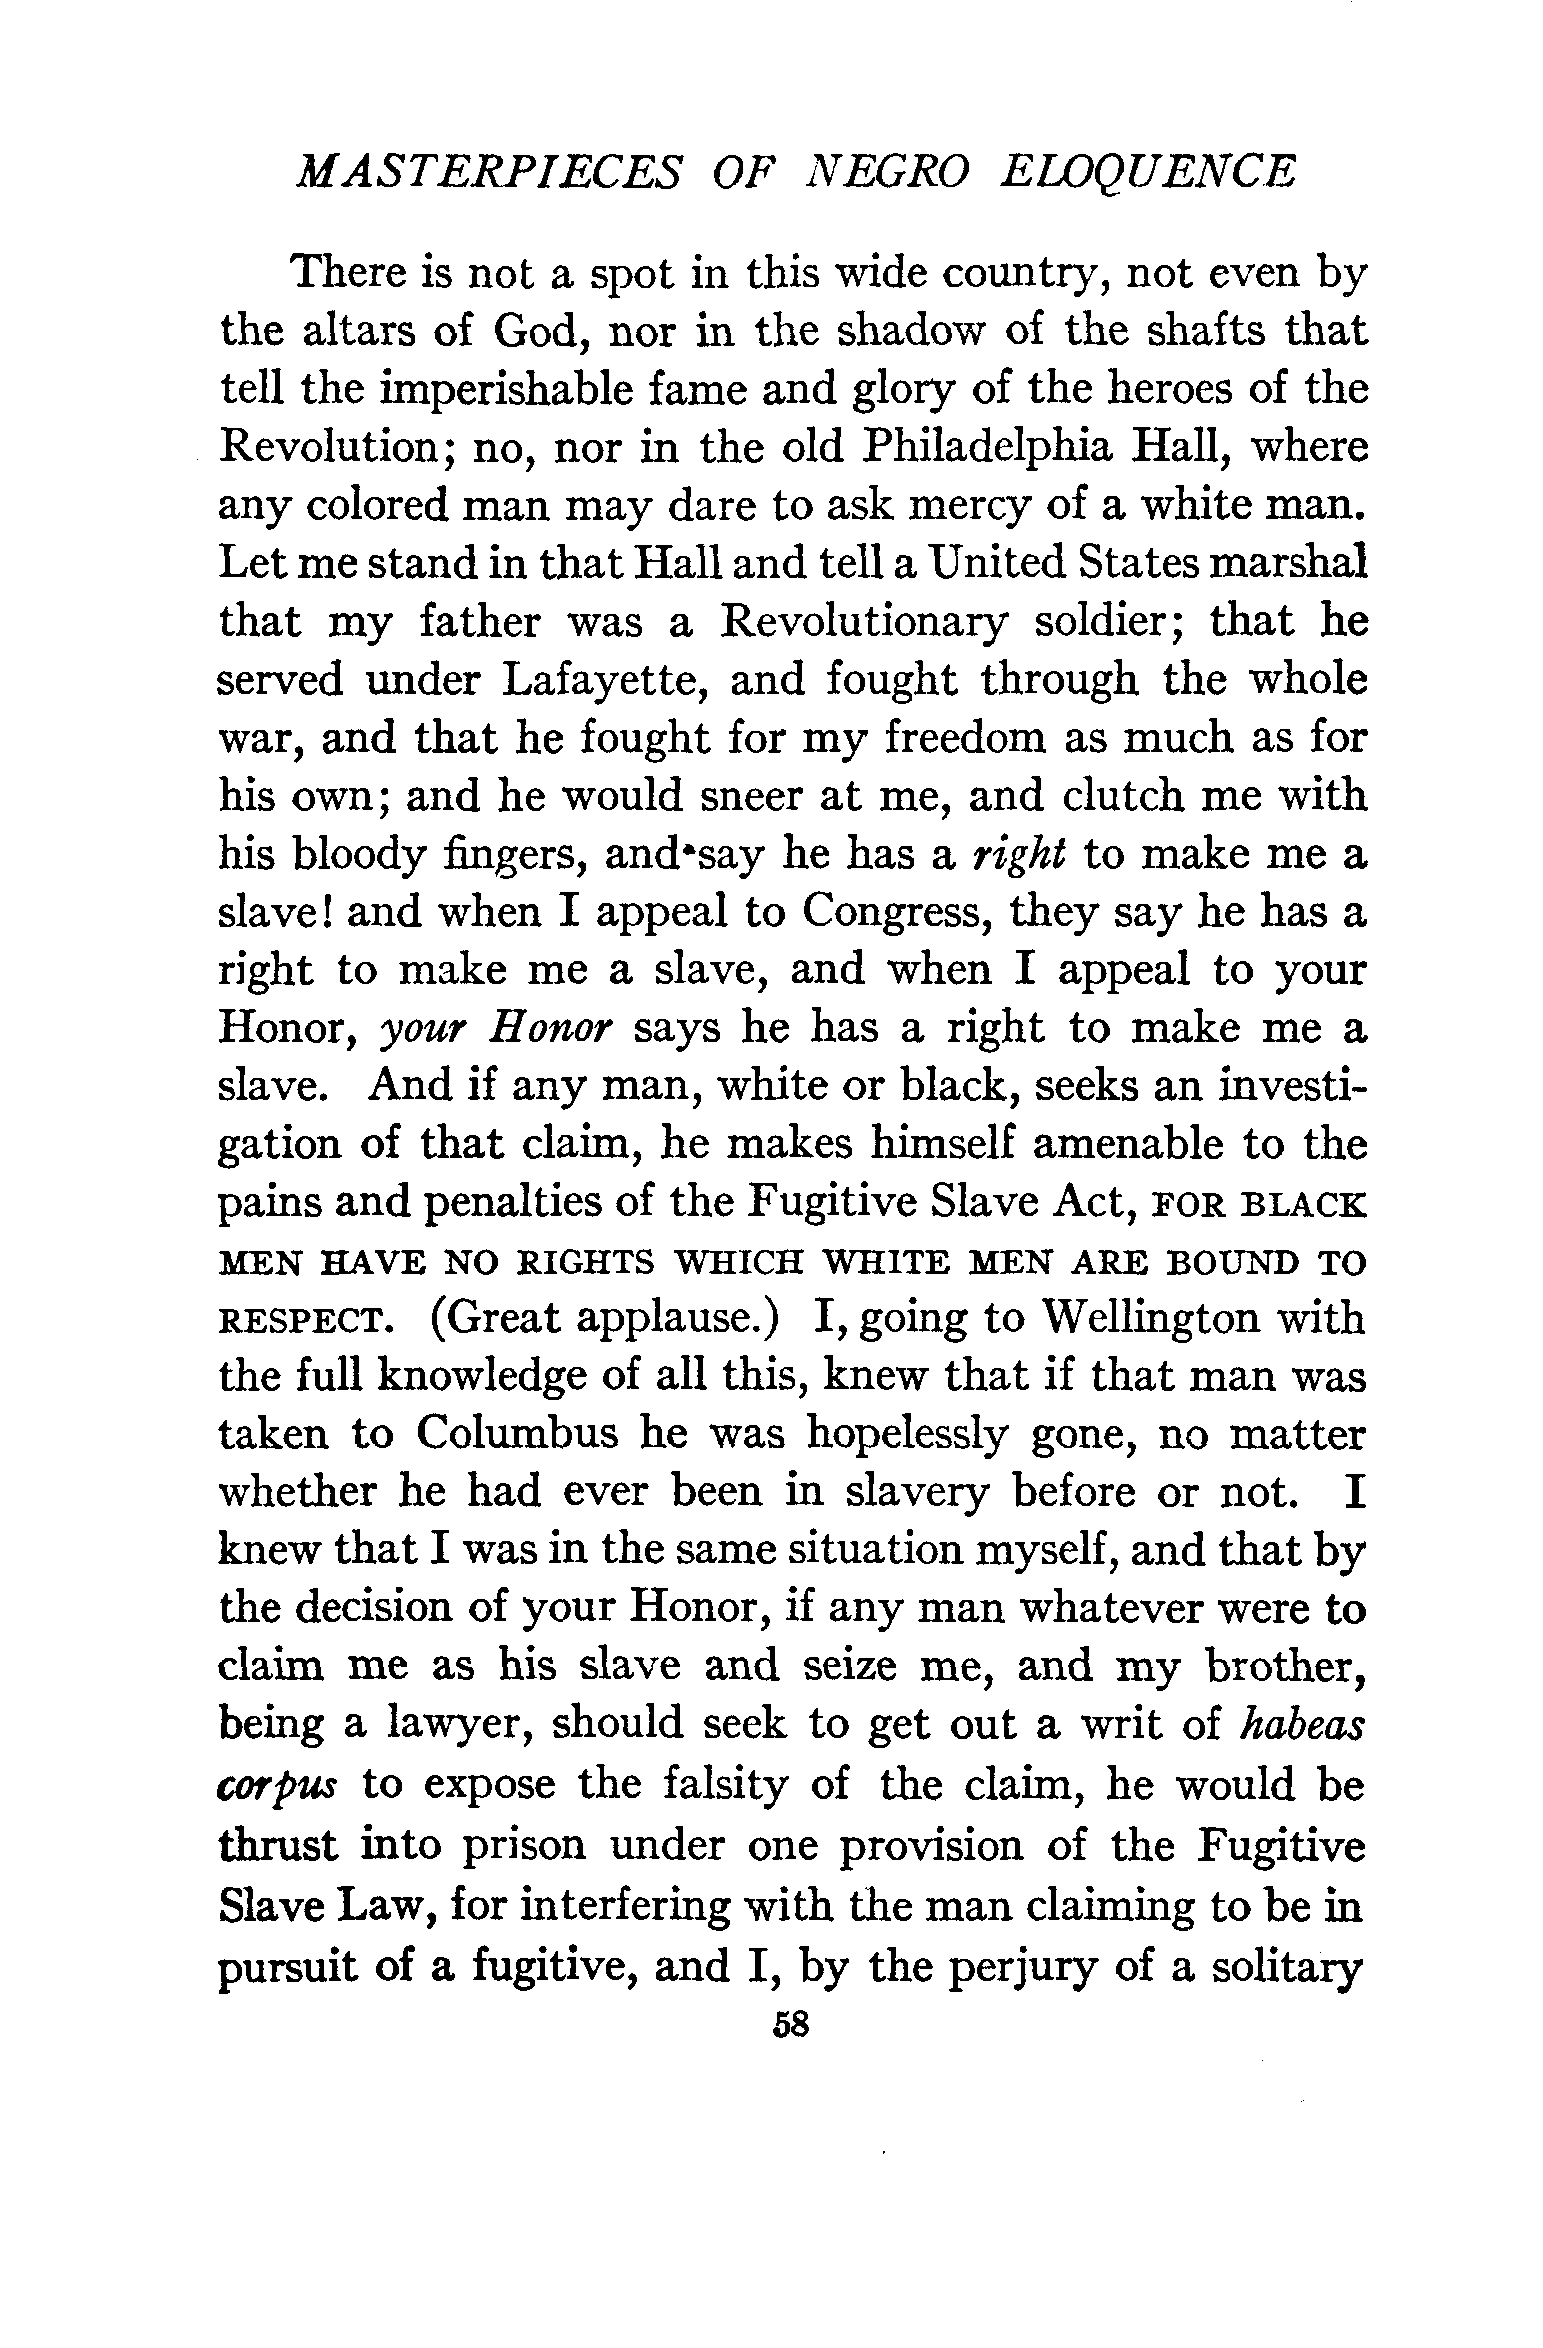 MASTERPIECES OF NEGRO ELOQUENCE
There is not a spot in this wide country, not even by
the altars of God, nor in the shadow of the shafts that
tell the imperishable fame and glory of the heroes of the
Revolution; no, nor in the old Philadelphia Hall, where
any colored man may dare to ask mercy of a white man.
Let me stand in that Hall and tell a United States marshal
that my father was a Revolutionary soldier; that he
served under Lafayette, and fought through the whole
war, and that he fought for my freedom as much as for
his own; and he would sneer at me, and clutch me with
his bloody fingers, and say he has a right to make me a
slave! and when I appeal to Congress, they say he has a
right to make me a slave, and when I appeal to your
Honor, your Honor says he has a right to make me a
slave. And if any man, white or black, seeks an investi-
gation of that claim, he makes himself amenable to the
pains and penalties of the Fugitive Slave Act, FOR BLACK
MEN HAVE NO RIGHTS WHICH WHITE MEN ARE BOUND TO
RESPECT. (Great applause.) I, going to Wellington with
the full knowledge of all this, knew that if that man was
taken to Columbus he was hopelessly gone, no matter
whether he had ever been in slavery before or not. I
knew that I was in the same situation myself, and that by
the decision of your Honor, if any man whatever were to
claim me as his slave and seize me, and my brother,
being a lawyer, should seek to get out a writ of habeas
corpus to expose the falsity of the claim, he would be
thrust into prison under one provision of the Fugitive
Slave Law, for interfering with the man claiming to be in
pursuit of a fugitive, and I, by the perjury of a solitary
58